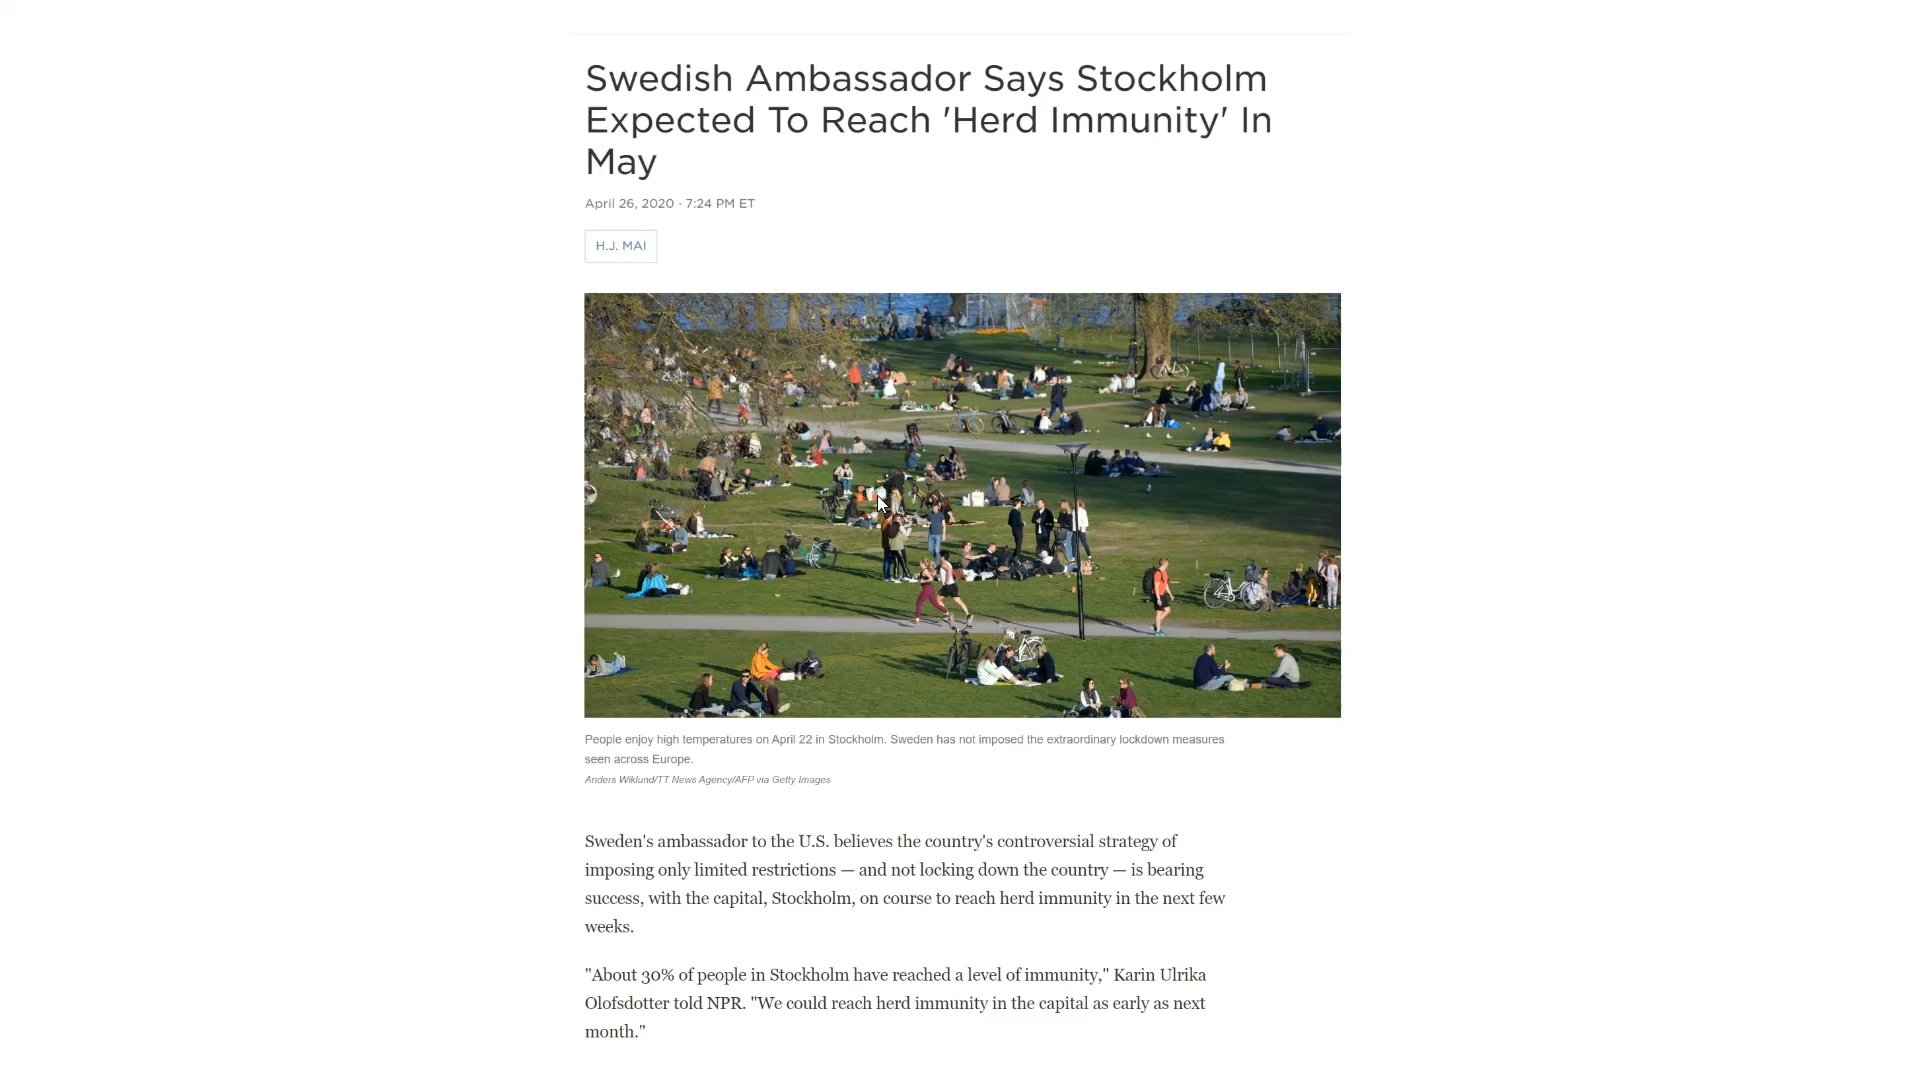 Swedish Ambassador Says Stockholm
Expected To Reach 'Herd Immunity' In
May
April 26, 2020 · 7:24 PM ET
H.J. MAI
People enjoy high temperatures on April 22 in Stockholm. Sweden has not imposed the extraordinary lockdown measures
seen across Europe.
Anders Wiklund/TT News Agency/AFP via Getty Images
Sweden's ambassador to the U.S. believes the country's controversial strategy of
imposing only limited restrictions — and not locking down the country — is bearing
success, with the capital, Stockholm, on course to reach herd immunity in the next few
weeks.
"About 30% of people in Stockholm have reached a level of immunity," Karin Ulrika
Olofsdotter told NPR. "We could reach herd immunity in the capital as early as next
month."